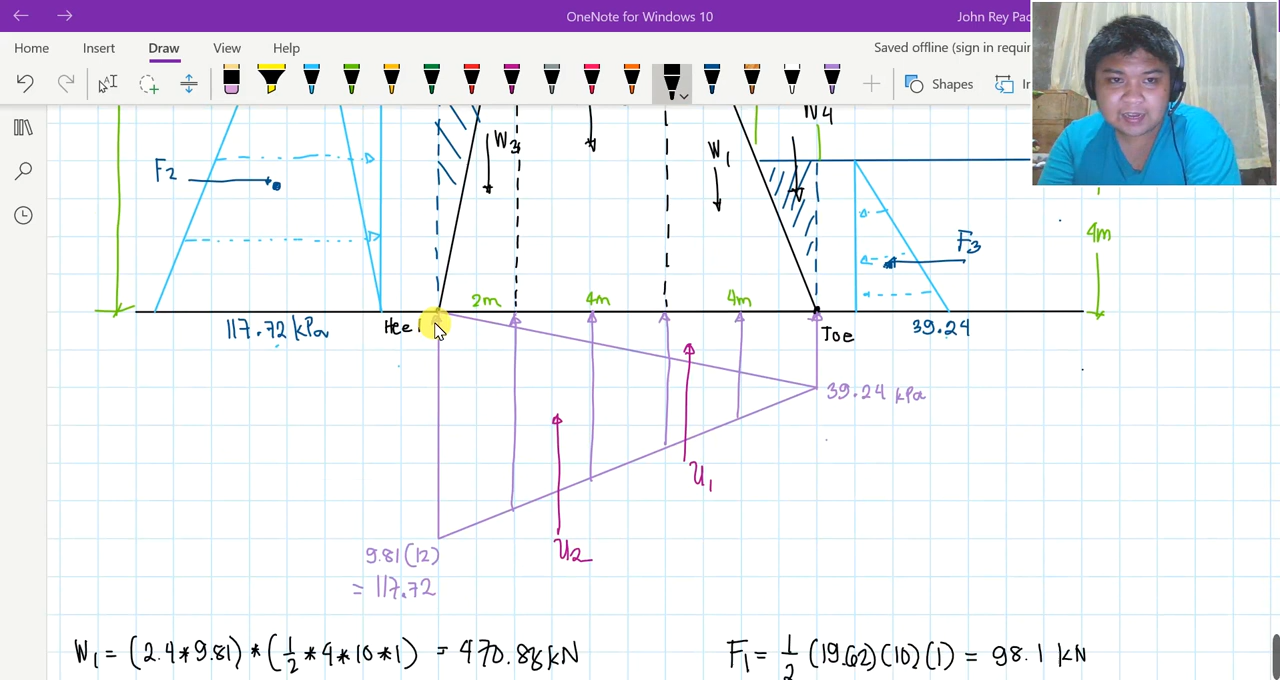 OneNote for Windows 10
John Rey Pac
Home Insert Draw View Help
Saved offline (sign in requir
Shapes
In
W4
W3
W1
F2
F3
4m
2m 4m 4m
117.72 kPa
Heel
Toe
39.24
39.24 kPa
U1
U2
9.81(12)
= 117.72
W1 = (2.4*9.81) * (1/2 *4*10*1) = 470.88 kN
F1 = 1/2 (19.62)(10)(1) = 98.1 kN